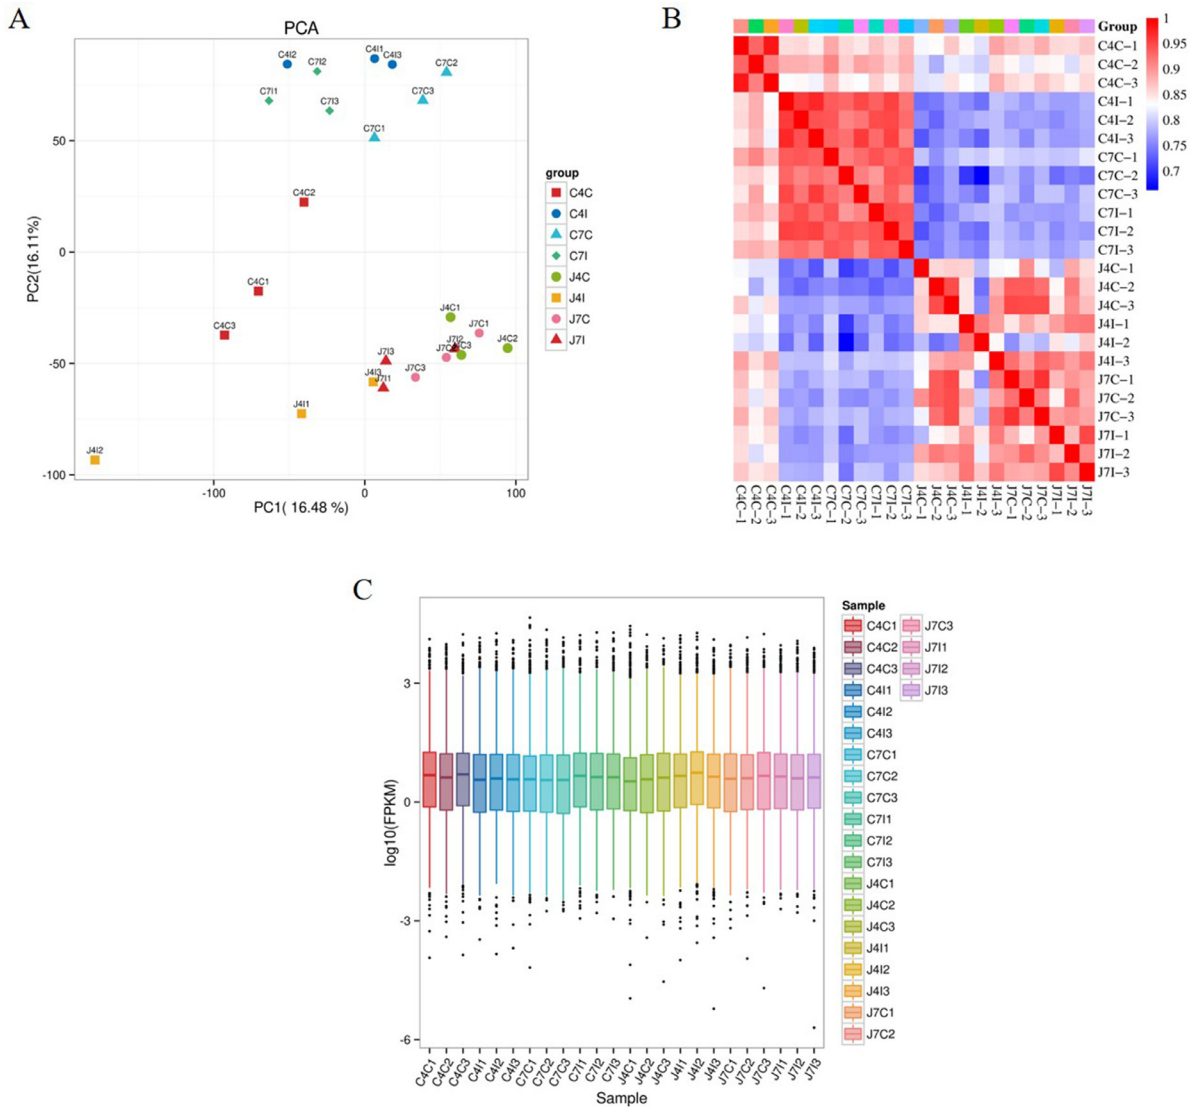 A
PCA
C4I2
C7I2
C4I1
C4I3
C7C2
C7I1
C7I3
C7C3
C7C1
C4C2
C4C1
C4C3
J4C1
J7C1
J7I2
J4C2
J7I3
J7C3
J4I3
J7I1
J4I1
J4I2
50
0
-50
-100
PC2(16.11%)
-100
0
100
PC1( 16.48 %)
group
C4C
C4I
C7C
C7I
J4C
J4I
J7C
J7I
B
Group
C4C−1
C4C−2
C4C−3
C4I−1
C4I−2
C4I−3
C7C−1
C7C−2
C7C−3
C7I−1
C7I−2
C7I−3
J4C−1
J4C−2
J4C−3
J4I−1
J4I−2
J4I−3
J7C−1
J7C−2
J7C−3
J7I−1
J7I−2
J7I−3
C4C−1
C4C−2
C4C−3
C4I−1
C4I−2
C4I−3
C7C−1
C7C−2
C7C−3
C7I−1
C7I−2
C7I−3
J4C−1
J4C−2
J4C−3
J4I−1
J4I−2
J4I−3
J7C−1
J7C−2
J7C−3
J7I−1
J7I−2
J7I−3
1
0.95
0.9
0.85
0.8
0.75
0.7
C
log10(FPKM)
3
0
-3
-6
C4C1
C4C2
C4C3
C4I1
C4I2
C4I3
C7C1
C7C2
C7C3
C7I1
C7I2
C7I3
J4C1
J4C2
J4C3
J4I1
J4I2
J4I3
J7C1
J7C2
J7C3
J7I1
J7I2
J7I3
Sample
Sample
C4C1
C4C2
C4C3
C4I1
C4I2
C4I3
C7C1
C7C2
C7C3
C7I1
C7I2
C7I3
J4C1
J4C2
J4C3
J4I1
J4I2
J4I3
J7C1
J7C2
J7C3
J7I1
J7I2
J7I3